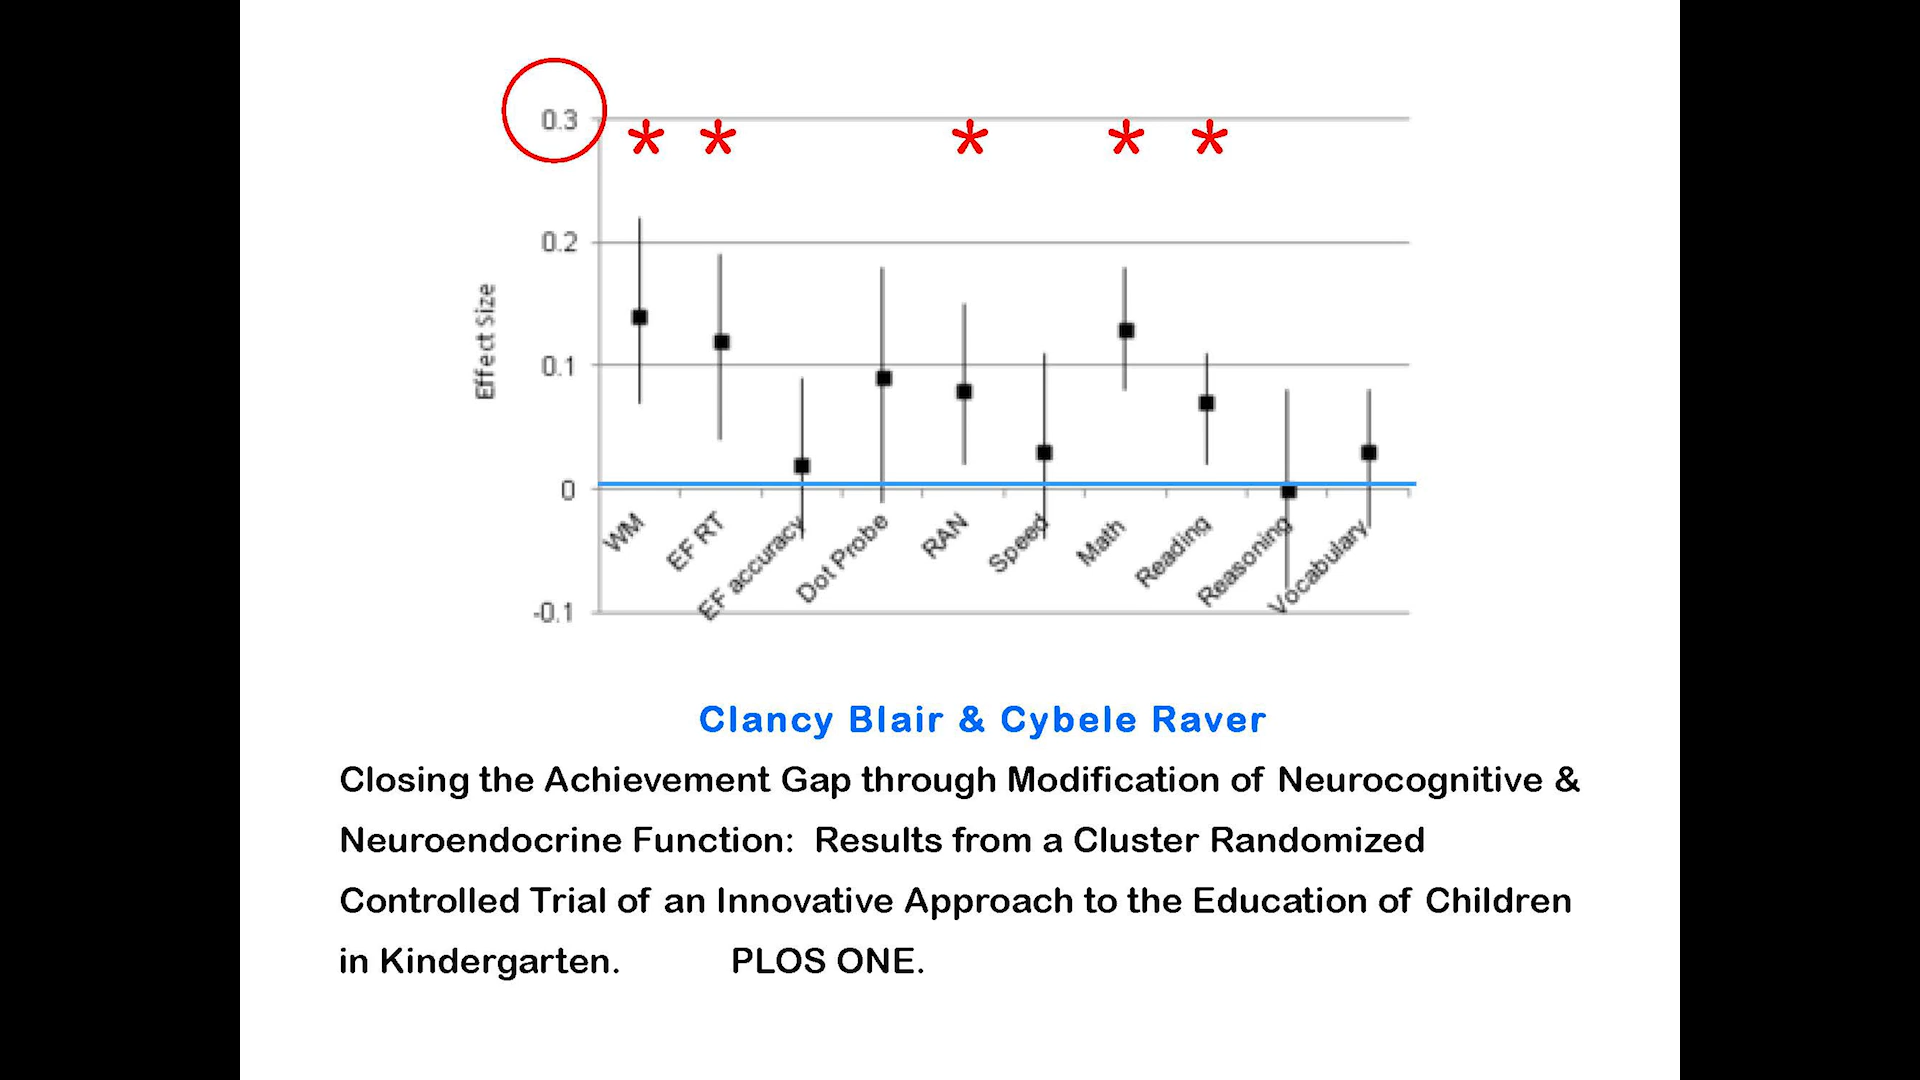 0.3
* * * * *
0.2
0.1
0
-0.1
Effect Size
WM
EF RT
EF accuracy
Dot Probe
RAN
Speed
Math
Reading
Reasoning
Vocabulary
Clancy Blair & Cybele Raver
Closing the Achievement Gap through Modification of Neurocognitive &
Neuroendocrine Function: Results from a Cluster Randomized
Controlled Trial of an Innovative Approach to the Education of Children
in Kindergarten. PLOS ONE.